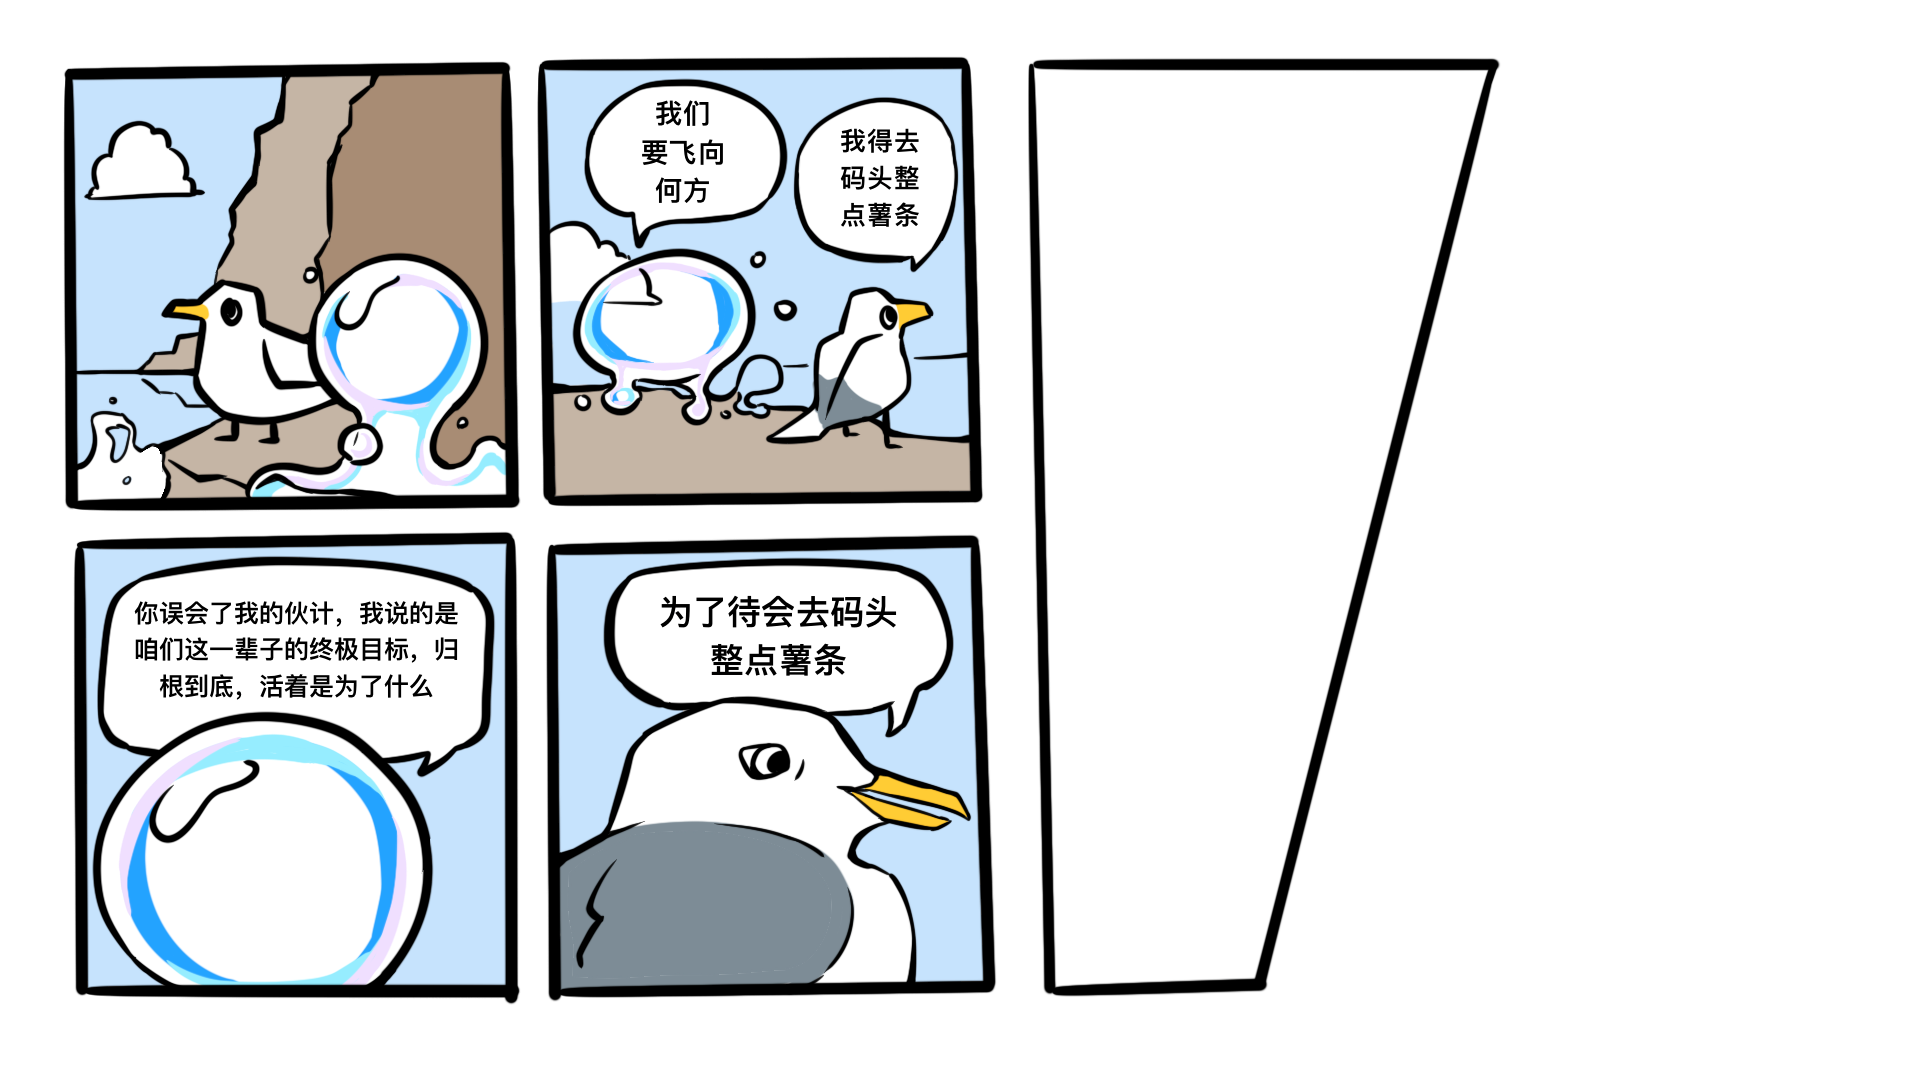 我们
要飞向
何方
我得去
码头整
点薯条
你误会了我的伙计，我说的是
咱们这一辈子的终极目标，归
根到底，活着是为了什么
为了待会去码头
整点薯条